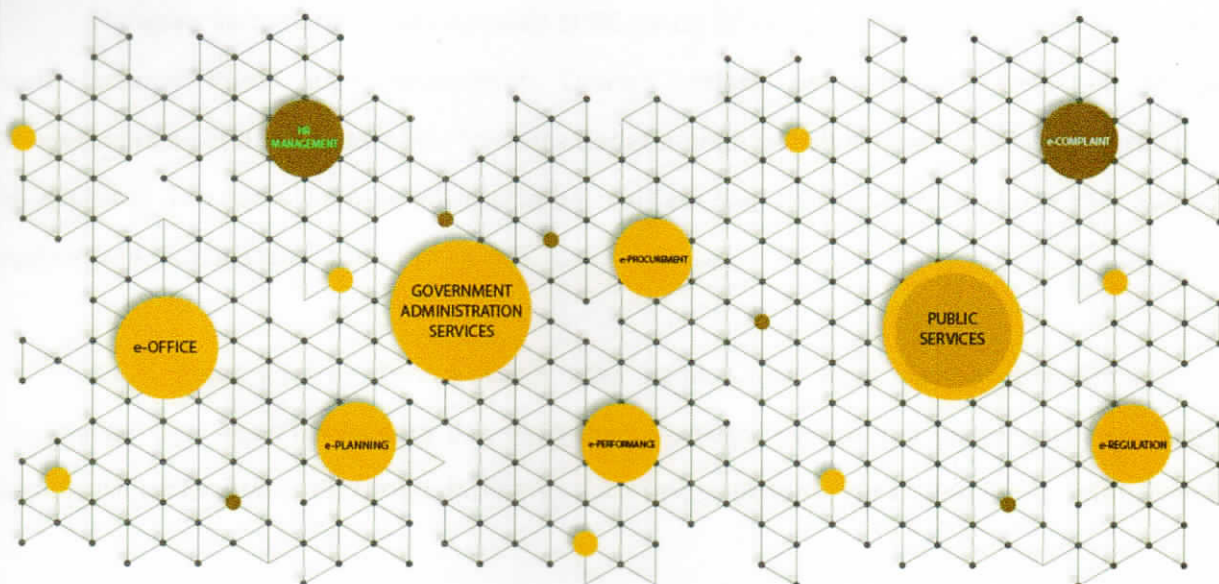 HR
MANAGEMENT
e-COMPLAINT
e-PROCUREMENT
GOVERNMENT
ADMINISTRATION
SERVICES
PUBLIC
SERVICES
e-OFFICE
e-PLANNING
e-PERFORMANCE
e-REGULATION